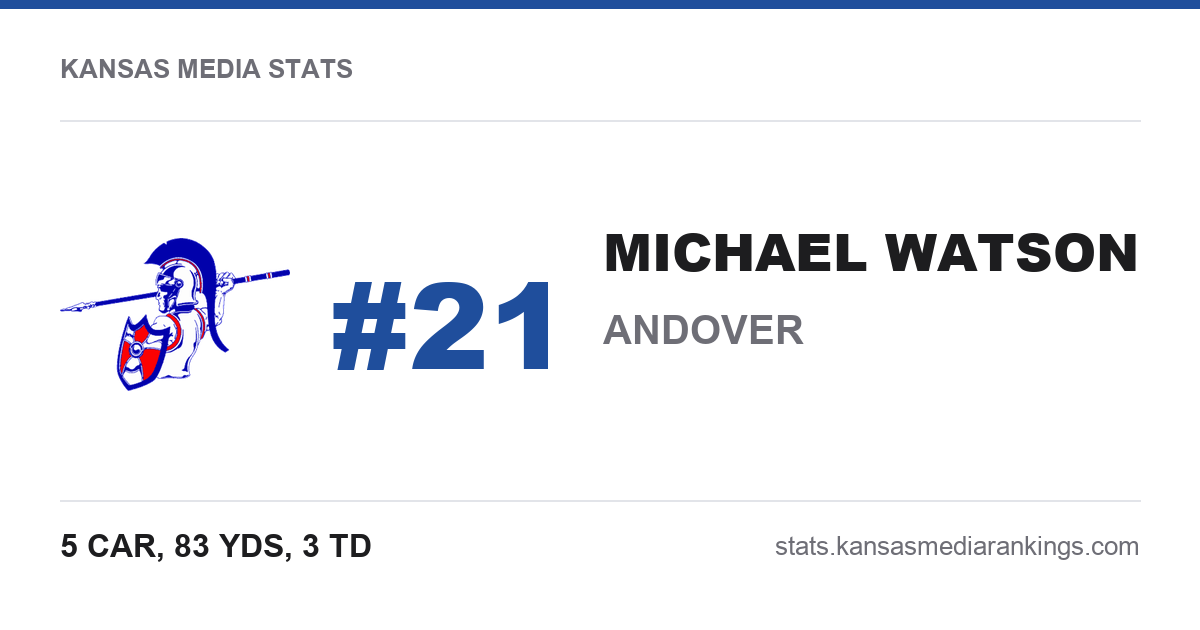 KANSAS MEDIA STATS
#21
MICHAEL WATSON
ANDOVER
5 CAR, 83 YDS, 3 TD
stats.kansasmediarankings.com